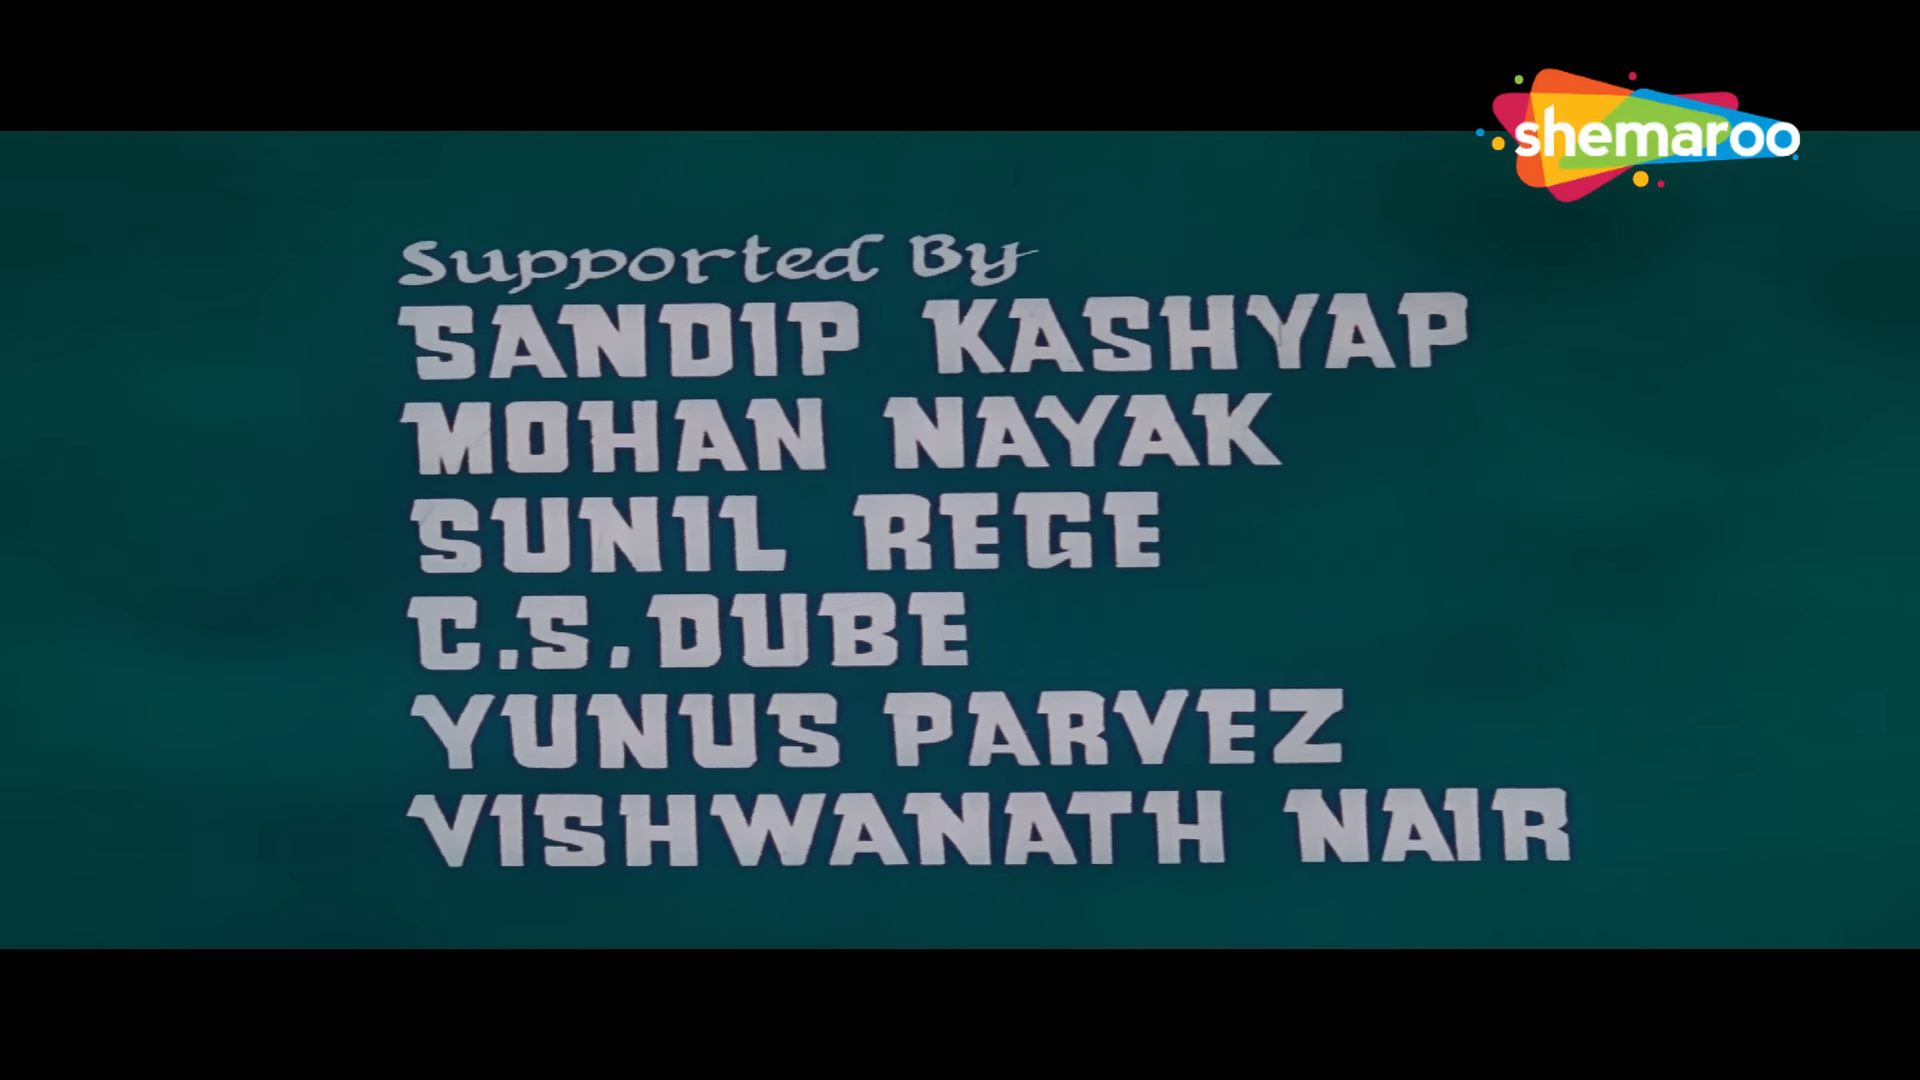 shemaroo
Supported By
SANDIP KASHYAP
MOHAN NAYAK
SUNIL REGE
C.S.DUBE
YUNUS PARVEZ
VISHWANATH NAIR